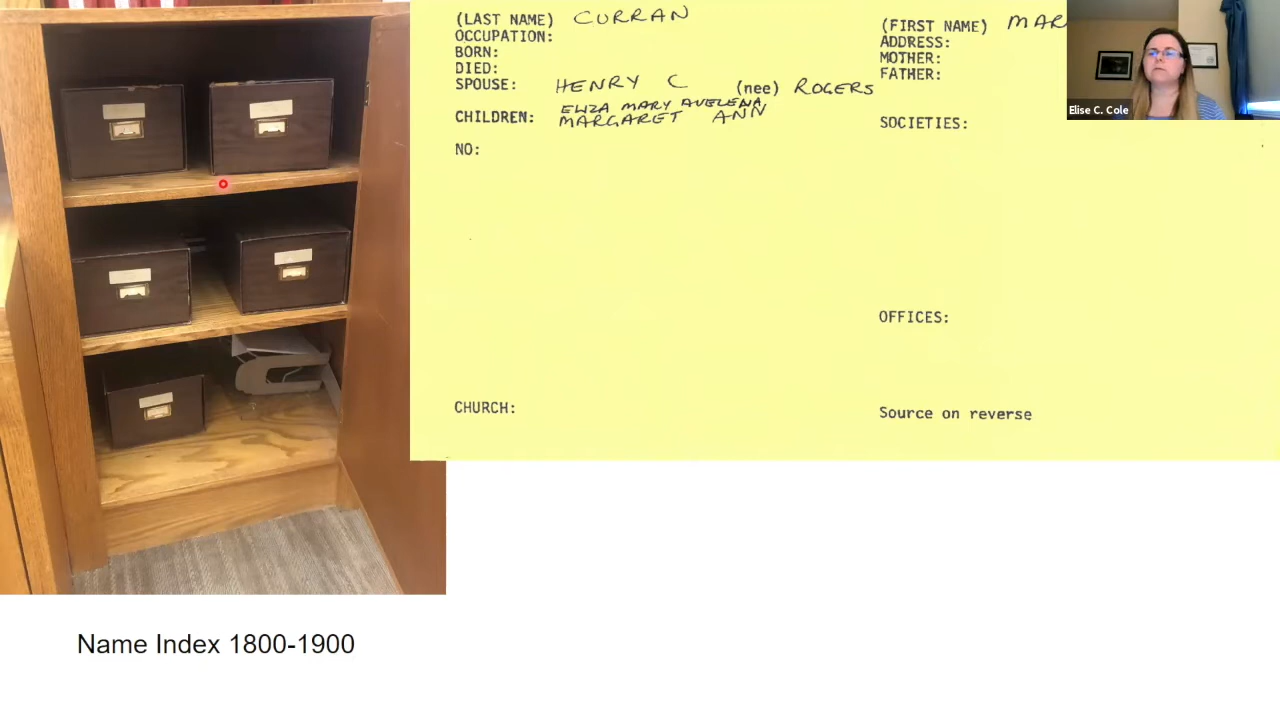 (LAST NAME) CURRAN
OCCUPATION:
BORN:
DIED:
SPOUSE: HENRY C (nee) ROGERS
CHILDREN: ELIZA MARY AVELENA,
MARGARET ANN
NO:
CHURCH:
(FIRST NAME) MAR
ADDRESS:
MOTHER:
FATHER:
SOCIETIES:
OFFICES:
Source on reverse
Elise C. Cole
Name Index 1800-1900